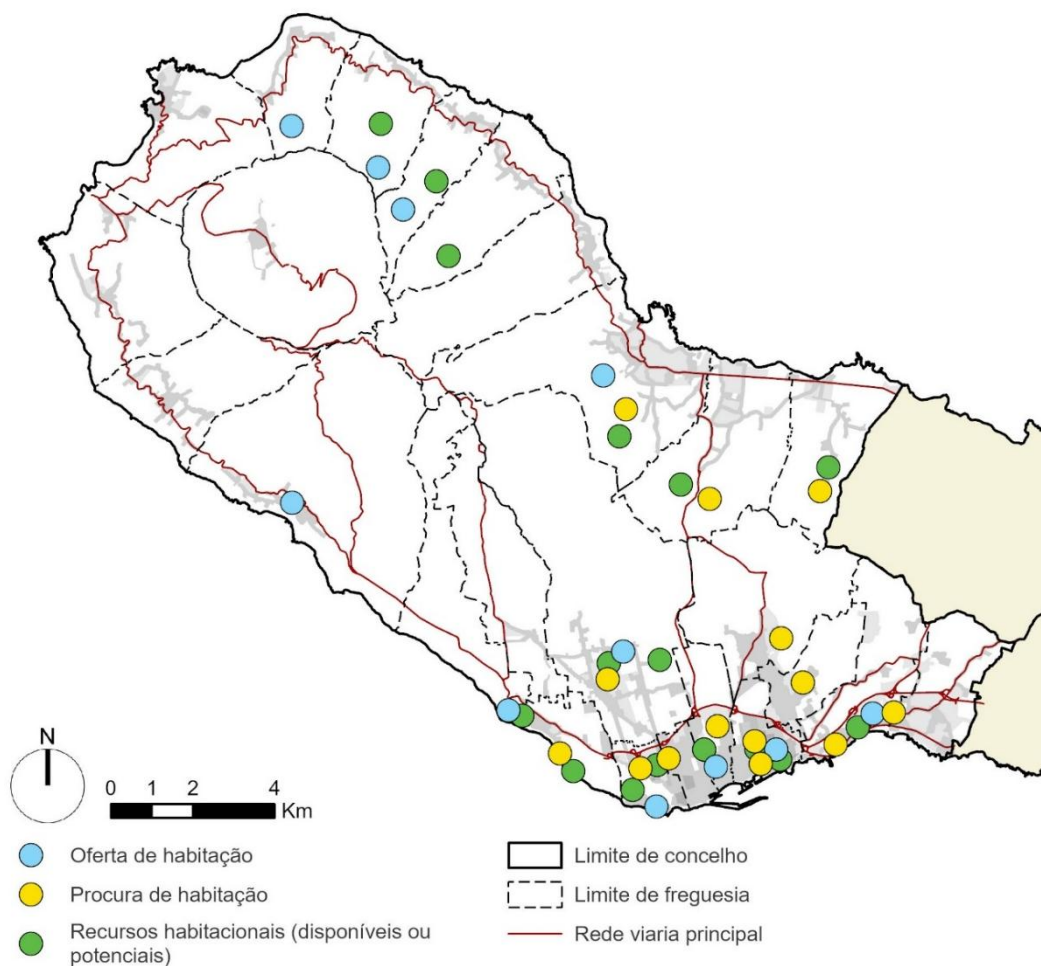 N
0 1 2 4
Km
Oferta de habitação
Procura de habitação
Recursos habitacionais (disponíveis ou
potenciais)
Limite de concelho
Limite de freguesia
Rede viaria principal